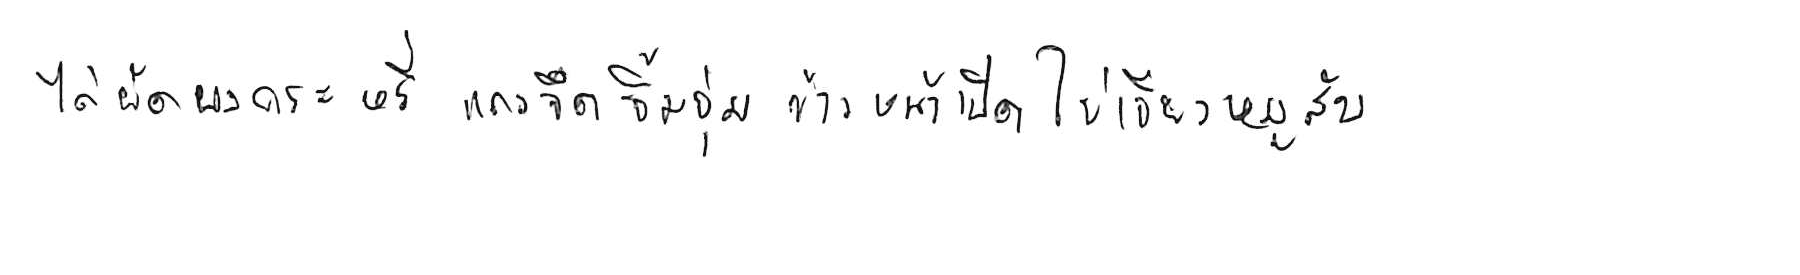 ไก่ผัดผงกระหรี่ แกงจืด จิ้มจุ่ม ข้าวหน้าเป็ด ไข่เจียวหมูสับ